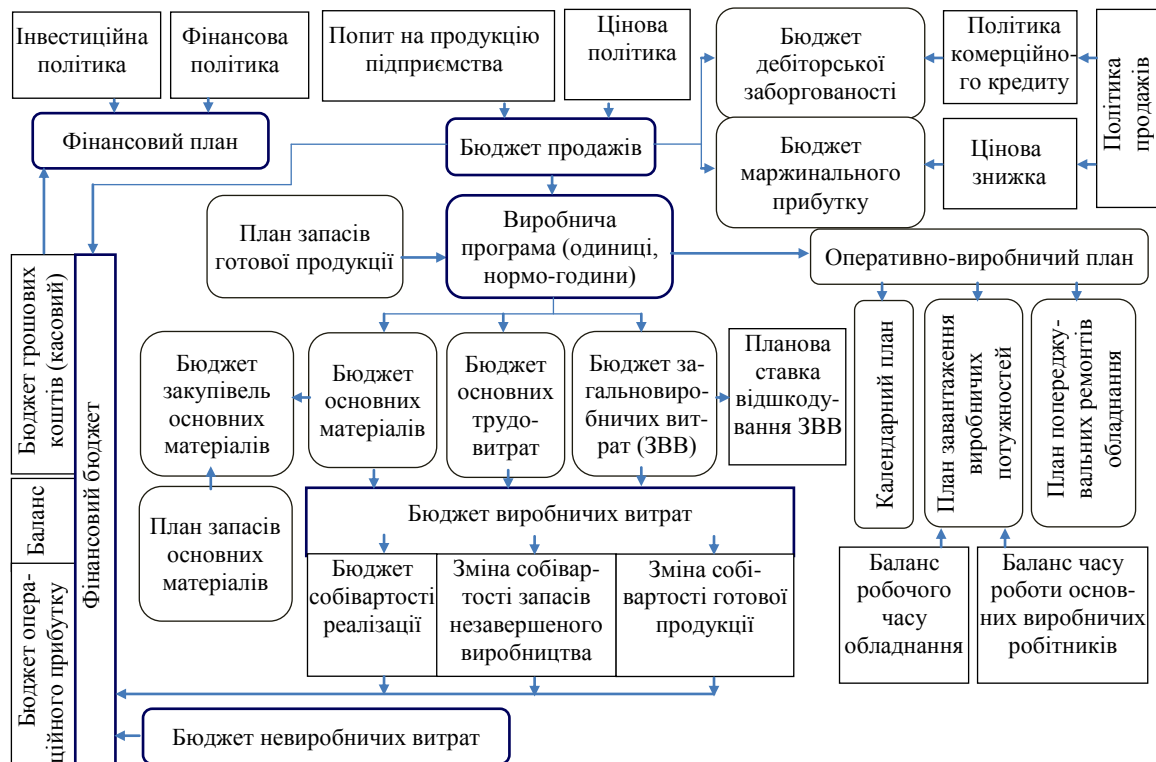 Інвестиційна
політика
Фінансова
політика
Попит на продукцію
підприємства
Цінова
політика
Бюджет
дебіторської
заборгованості
Політика
комерційно-
го кредиту
Політика
продажів
Фінансовий план
Бюджет продажів
Бюджет
маржинального
прибутку
Цінова
знижка
План запасів
готової продукції
Виробнича
програма (одиниці,
нормо-години)
Оперативно-виробничий план
Бюджет грошових
коштів (касовий)
Баланс
Бюджет опера-
ційного прибутку
Фінансовий бюджет
Бюджет
закупівель
основних
матеріалів
Бюджет
основних
матеріалів
Бюджет
основних
трудо-
витрат
Бюджет за-
гальновироб-
ничих вит-
рат (ЗВВ)
Планова
ставка
відшкоду-
вання ЗВВ
Календарний план
План завантаження
виробничих
потужностей
План попереджу-
вальних ремонтів
обладнання
План запасів
основних
матеріалів
Бюджет виробничих витрат
Бюджет
собівартості
реалізації
Зміна собівар-
тості запасів
незавершеного
виробництва
Зміна собі-
вартості готової
продукції
Баланс
робочого
часу
обладнання
Баланс часу
роботи основ-
них виробничих
робітників
Бюджет невиробничих витрат